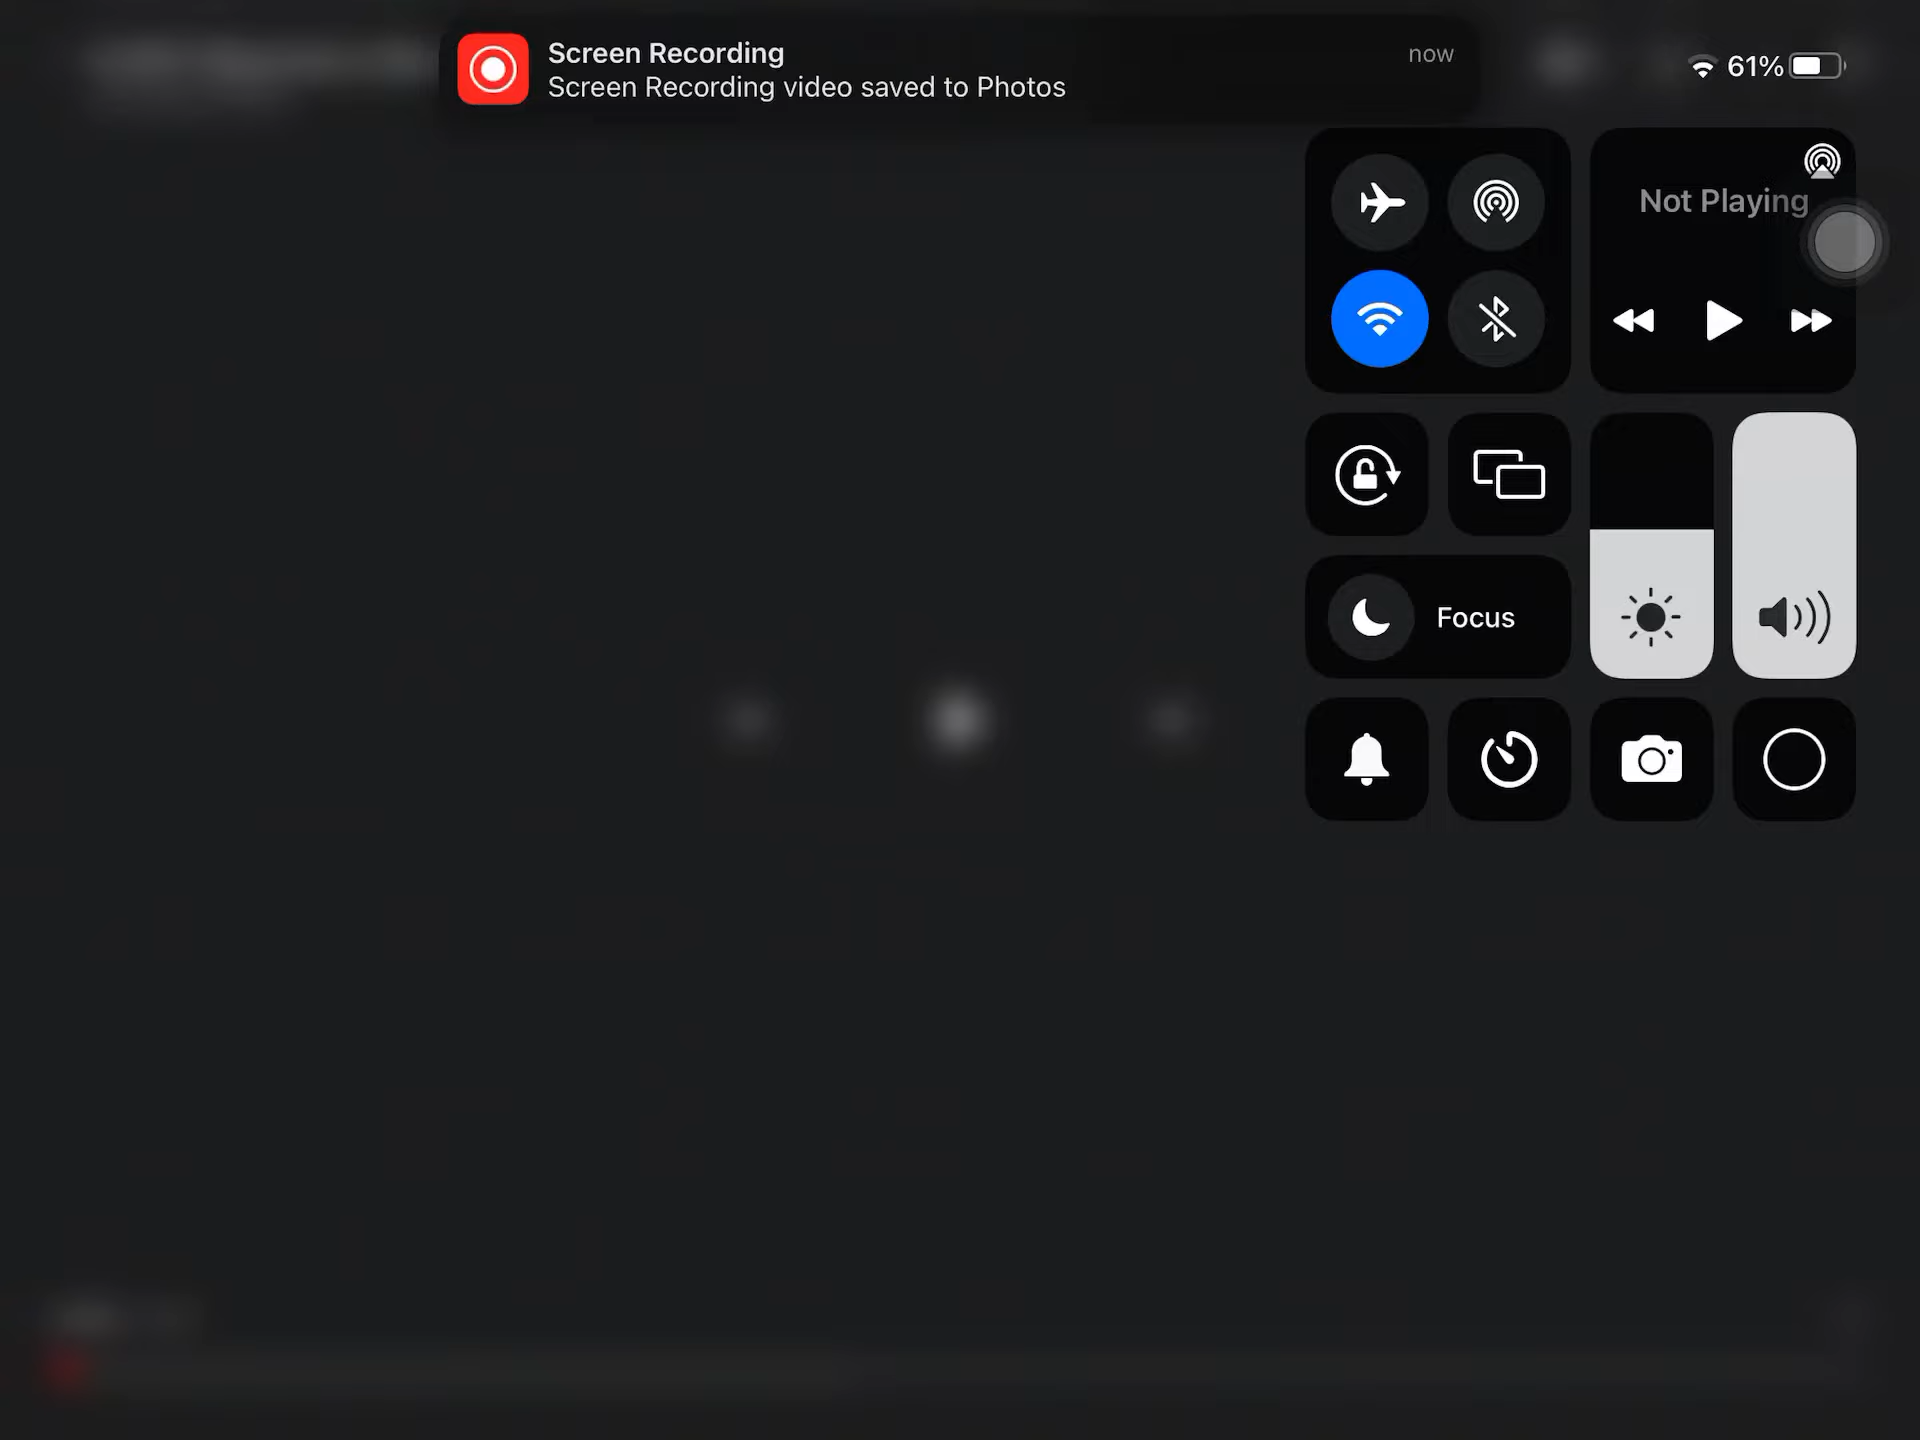 Screen Recording
now
Screen Recording video saved to Photos
61%
Not Playing
Focus